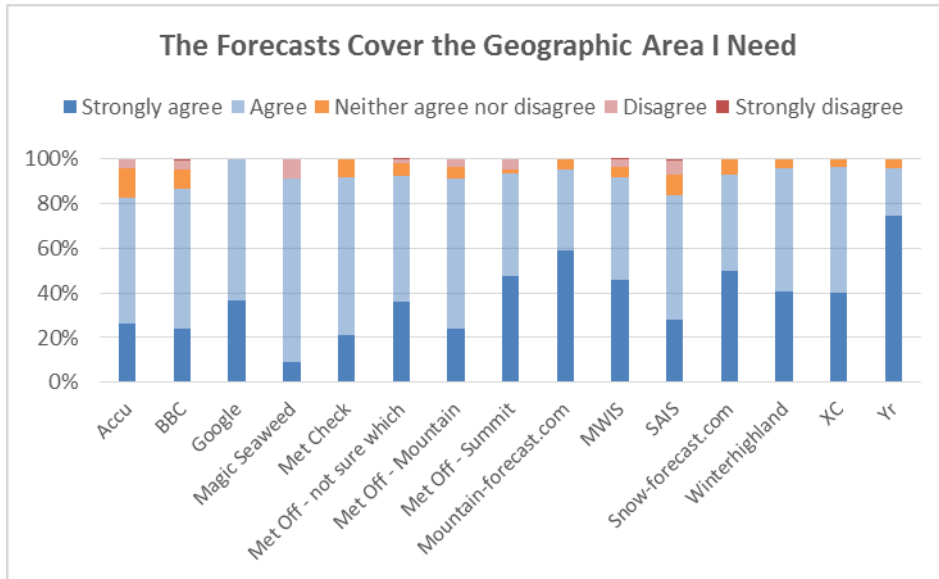 The Forecasts Cover the Geographic Area I Need
Strongly agree Agree Neither agree nor disagree Disagree Strongly disagree
100%
80%
60%
40%
20%
0%
Accu
BBC
Google
Magic Seaweed
Met Check
Met Off - not sure which
Met Off - Mountain
Met Off - Summit
Mountain-forecast.com
MWIS
SAIS
Snow-forecast.com
Winterhighland
XC
Yr